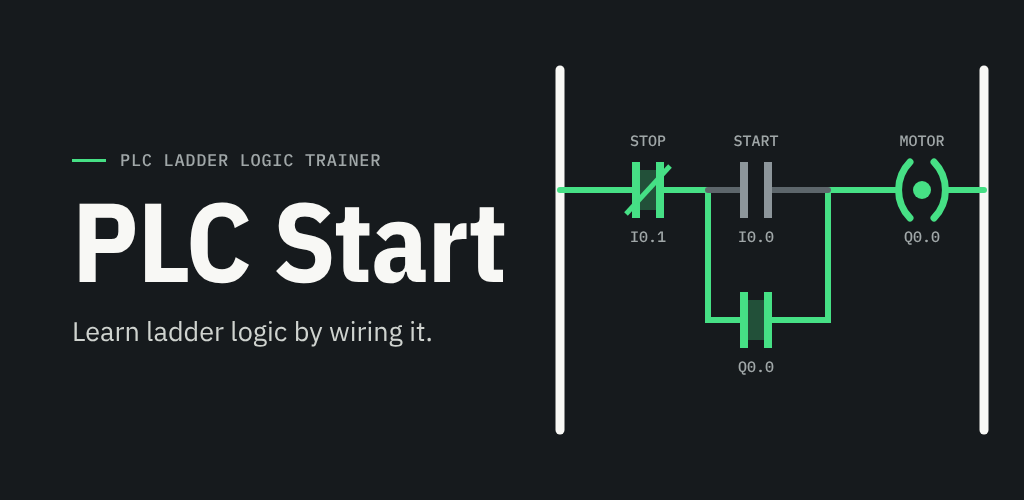 PLC LADDER LOGIC TRAINER
PLC Start
Learn ladder logic by wiring it.
STOP START MOTOR
I0.1 I0.0 Q0.0
Q0.0